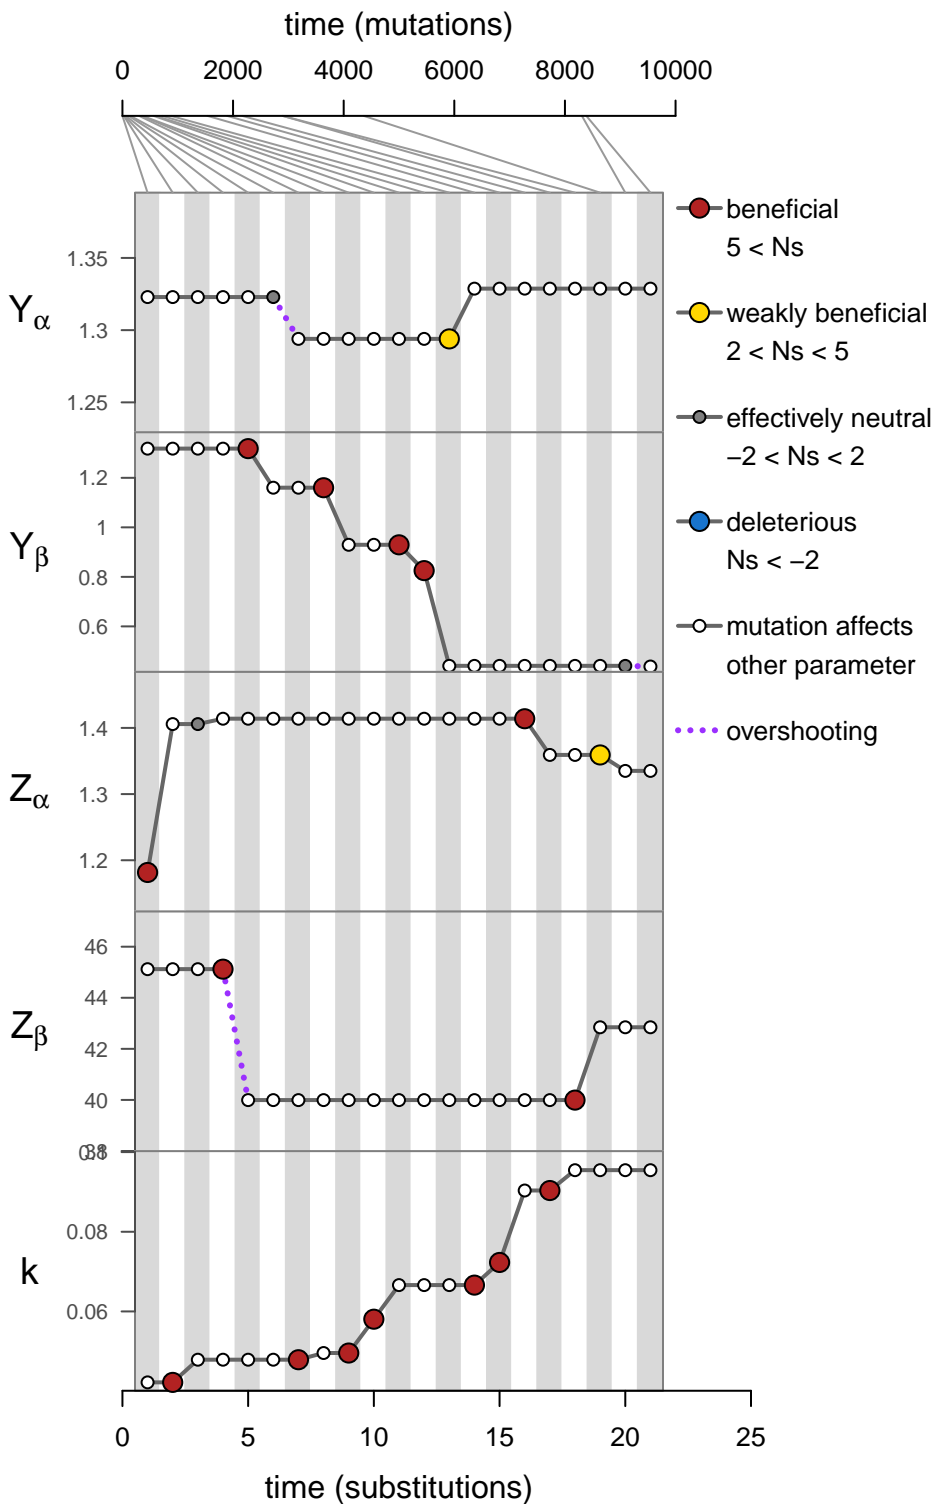 time (mutations)
0 2000 4000 6000 8000 10000
beneficial
5 < Ns
weakly beneficial
2 < Ns < 5
effectively neutral
−2 < Ns < 2
deleterious
Ns < −2
mutation affects
other parameter
overshooting
Yα
1.35
1.3
1.25
Yβ
1.2
1
0.8
0.6
Zα
1.4
1.3
1.2
Zβ
46
44
42
40
38
k
0.08
0.06
0 5 10 15 20 25
time (substitutions)